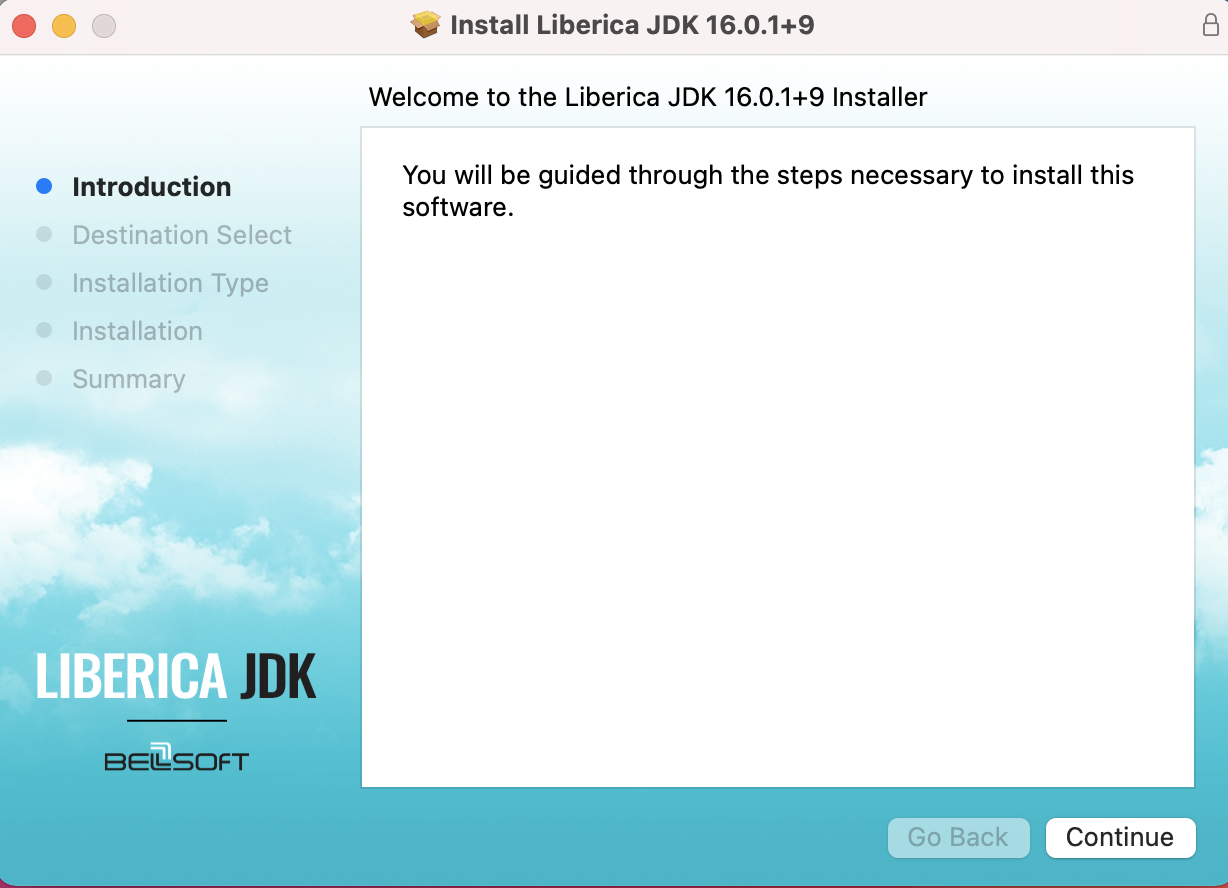 Install Liberica JDK 16.0.1+9
Welcome to the Liberica JDK 16.0.1+9 Installer
Introduction
Destination Select
Installation Type
Installation
Summary
You will be guided through the steps necessary to install this
software.
LIBERICA JDK
BELLSOFT
Go Back
Continue